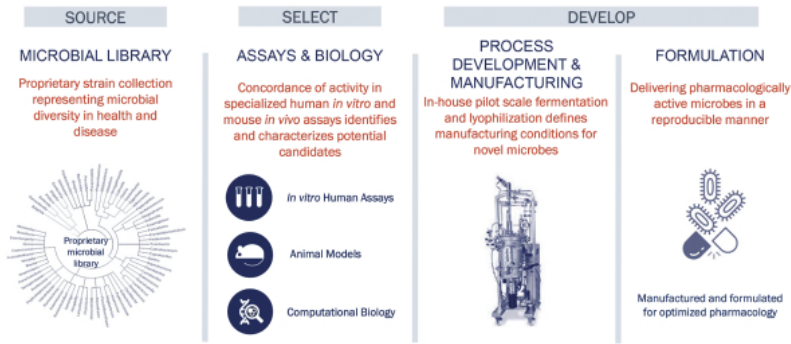 SOURCE
SELECT
DEVELOP
MICROBIAL LIBRARY
Proprietary strain collection
representing microbial
diversity in health and
disease
Proprietary
microbial
library
ASSAYS & BIOLOGY
Concordance of activity in
specialized human in vitro and
mouse in vivo assays identifies
and characterizes potential
candidates
In vitro Human Assays
Animal Models
Computational Biology
PROCESS
DEVELOPMENT &
MANUFACTURING
In-house pilot scale fermentation
and lyophilization defines
manufacturing conditions for
novel microbes
FORMULATION
Delivering pharmacologically
active microbes in a
reproducible manner
Manufactured and formulated
for optimized pharmacology